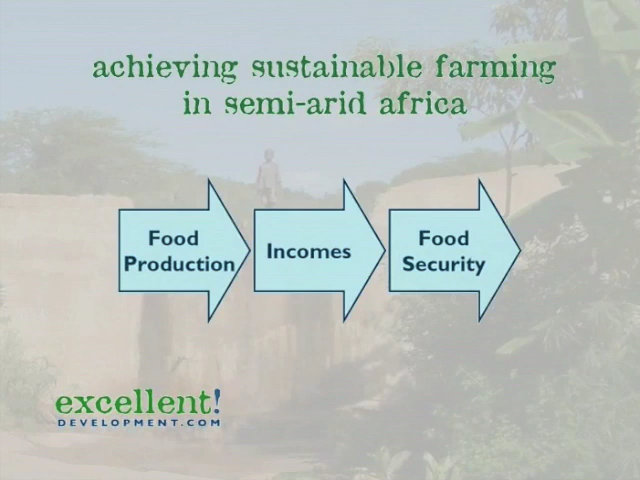 achieving sustainable farming
in semi-arid africa
Food
Production
Incomes
Food
Security
excellent!
DEVELOPMENT.COM